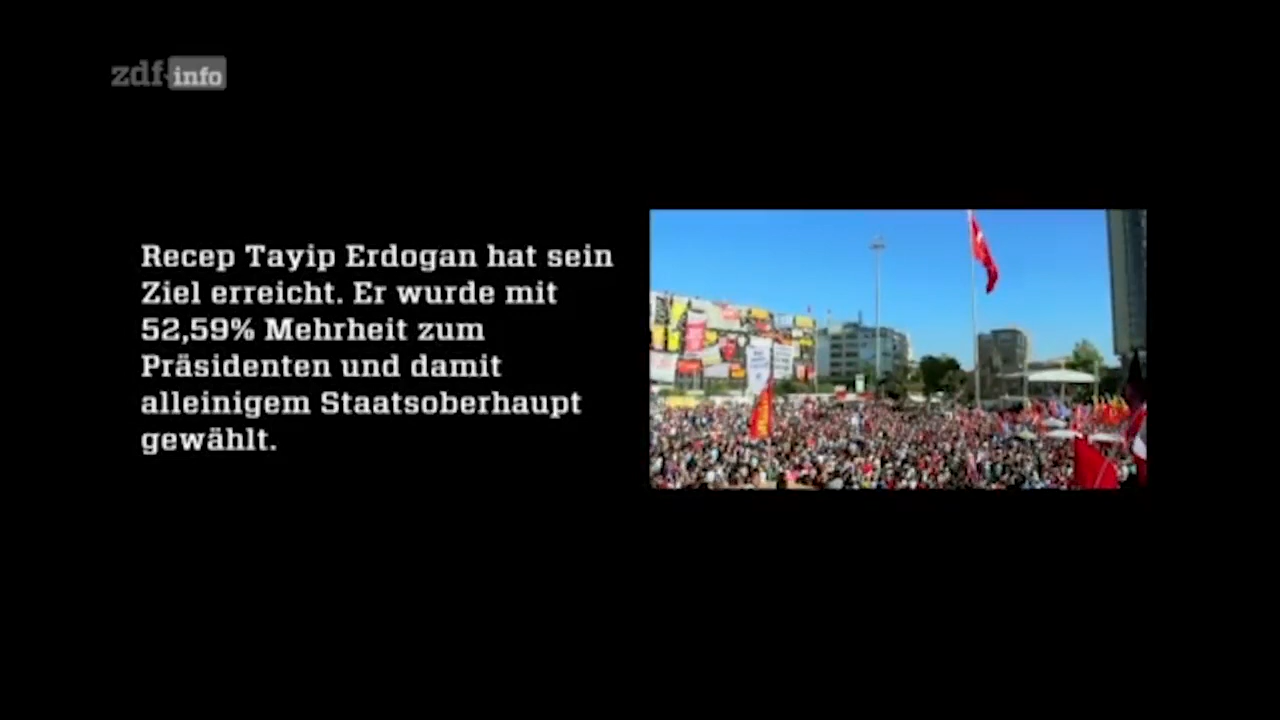 zdf info
Recep Tayip Erdogan hat sein
Ziel erreicht. Er wurde mit
52,59% Mehrheit zum
Präsidenten und damit
alleinigem Staatsoberhaupt
gewählt.